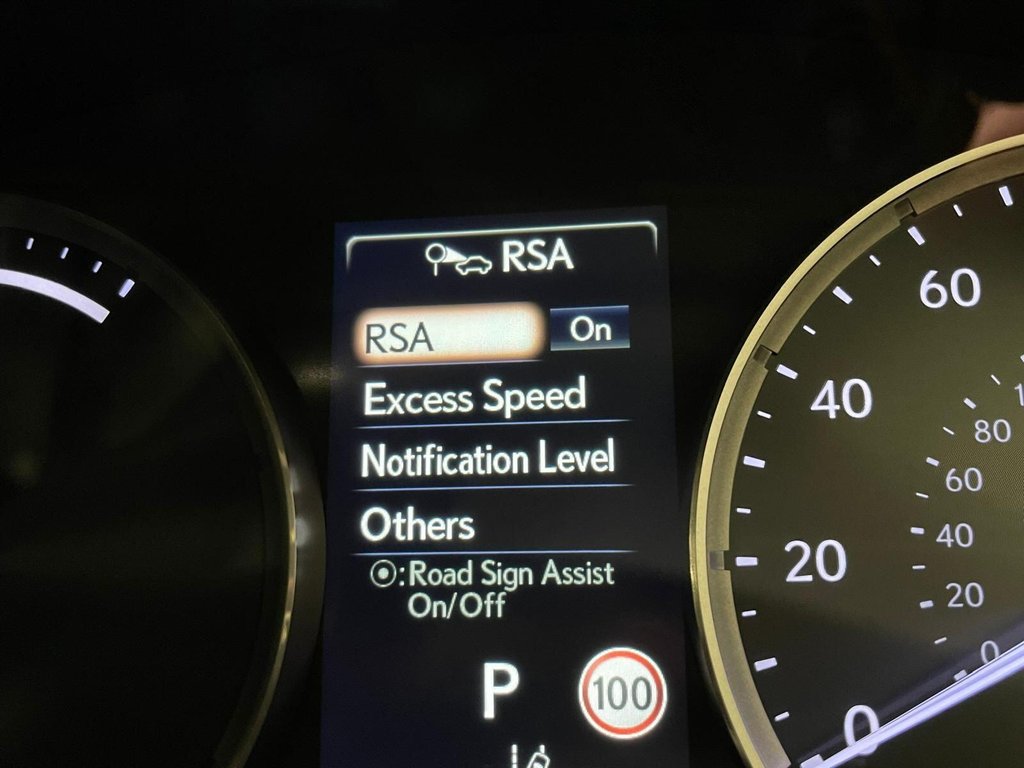 RSA
RSA On
Excess Speed
Notification Level
Others
⦿:Road Sign Assist
On/Off
P 100
60
40
20
0
80
60
40
20
0